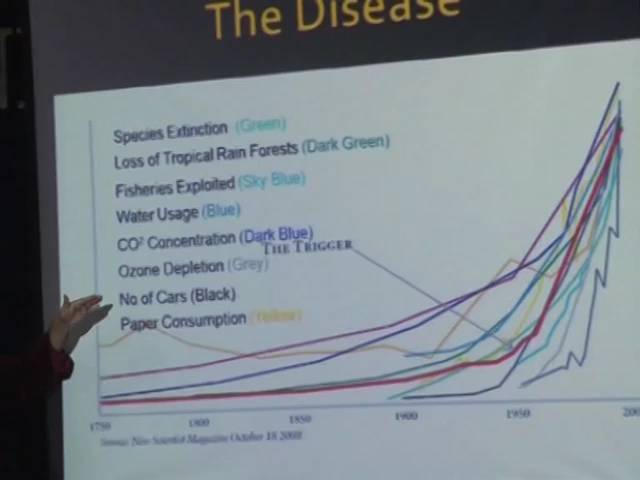 The Disease
Species Extinction (Green)
Loss of Tropical Rain Forests (Dark Green)
Fisheries Exploited (Sky Blue)
Water Usage (Blue)
CO² Concentration (Dark Blue)
THE TRIGGER
Ozone Depletion (Grey)
No of Cars (Black)
Paper Consumption (Yellow)
1750 1800 1850 1900 1950 200
Source: New Scientist Magazine October 18 2008